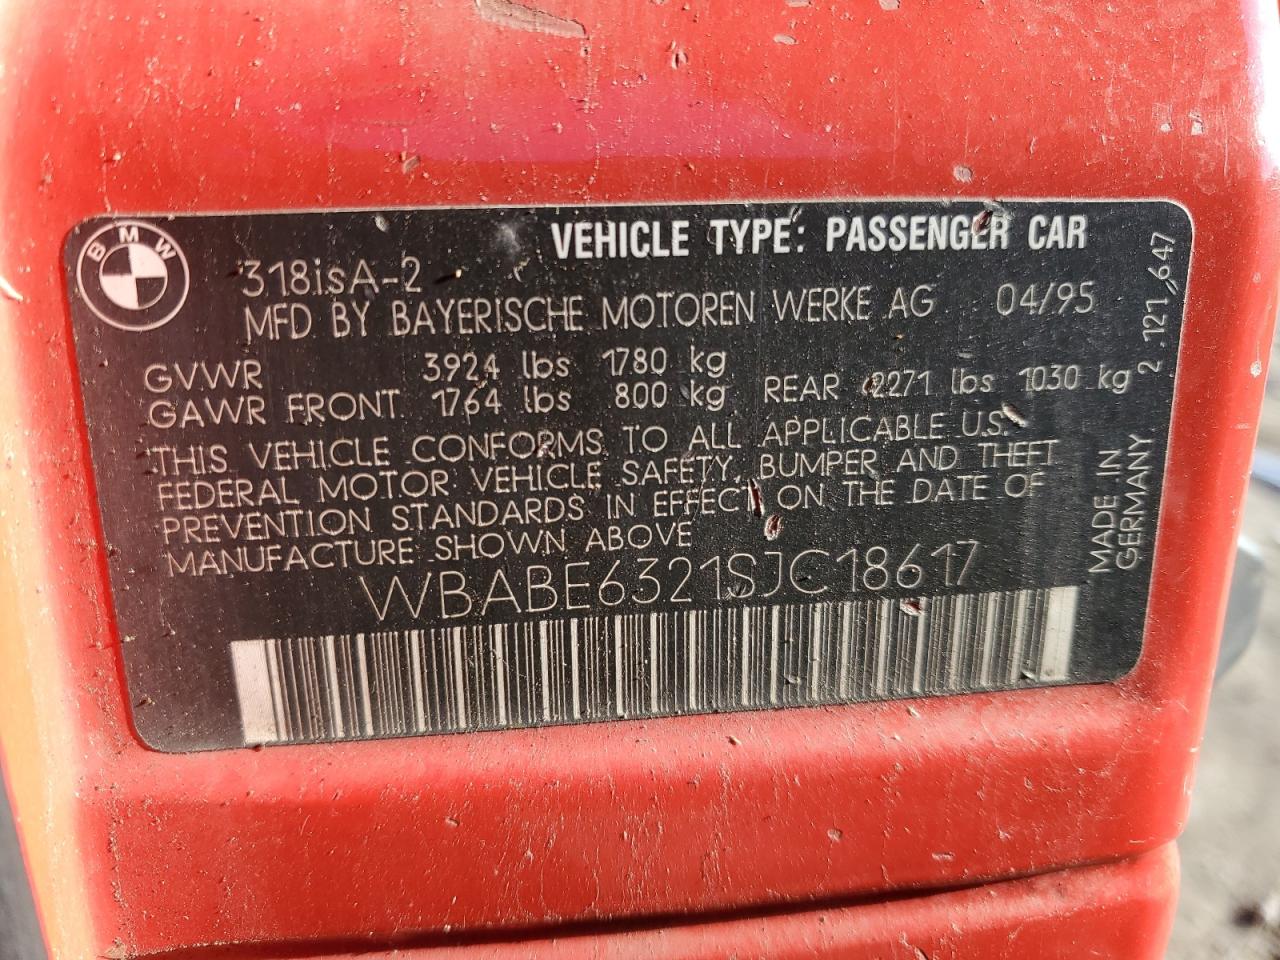 BMW
VEHICLE TYPE: PASSENGER CAR
318isA-2
MFD BY BAYERISCHE MOTOREN WERKE AG 04/95
GVWR 3924 lbs 1780 kg
GAWR FRONT 1764 lbs 800 kg REAR 2271 lbs 1030 kg
THIS VEHICLE CONFORMS TO ALL APPLICABLE U.S.
FEDERAL MOTOR VEHICLE SAFETY, BUMPER AND THEFT
PREVENTION STANDARDS IN EFFECT ON THE DATE OF
MANUFACTURE SHOWN ABOVE
WBABE6321SJC18617
MADE IN
GERMANY
2.121,647